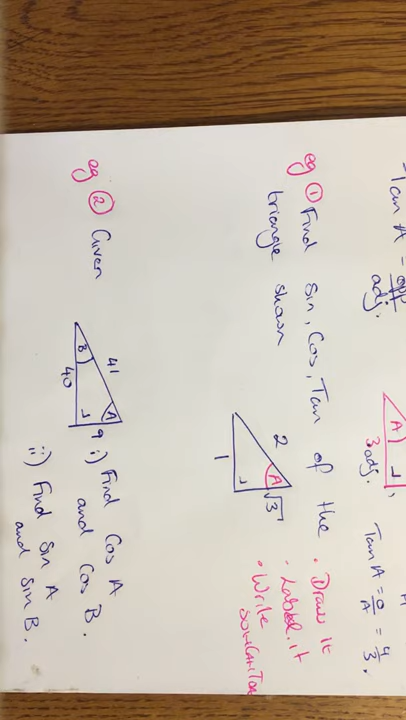 Tan A = opp
adj.
A
3 adj.
Tan A = o = 4
A 3.
eg ① Find Sin, Cos, Tan of the
triangle shown
• Draw it
• Label it
• Write
SOHCAHTOA
2
A
√3
1
eg ② Given
B
41
A
40
9
i) Find Cos A
and Cos B.
ii) Find Sin A
and Sin B.